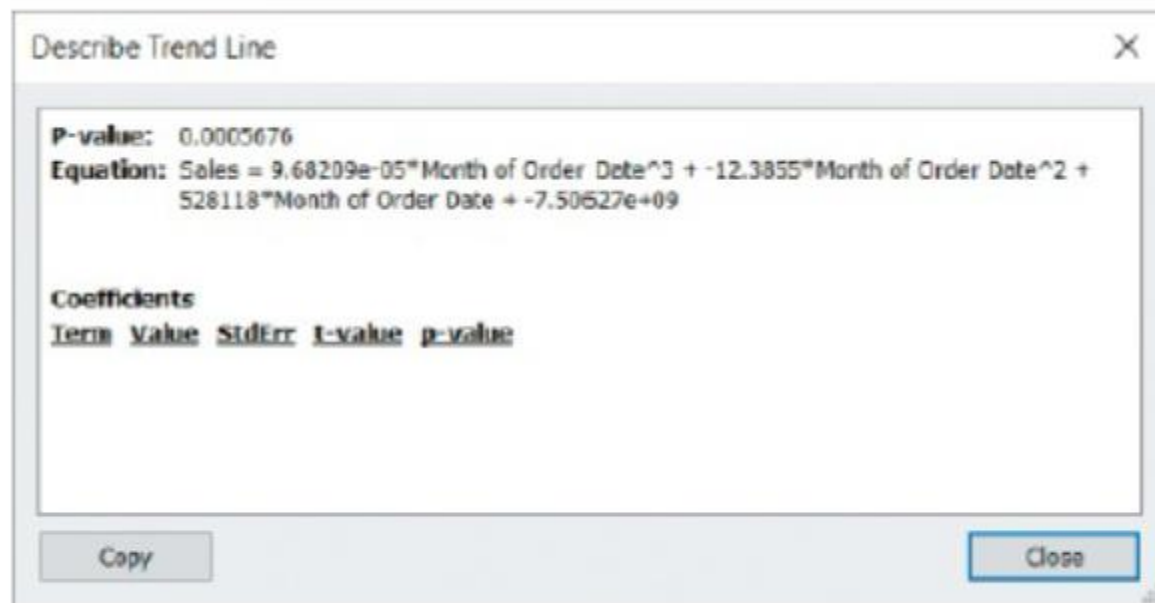 Describe Trend Line
P-value: 0.0005676
Equation: Sales = 9.68209e-05*Month of Order Date^3 + -12.3855*Month of Order Date^2 +
528118*Month of Order Date + -7.50627e+09
Coefficients
Term Value StdErr t-value p-value
Copy
Close